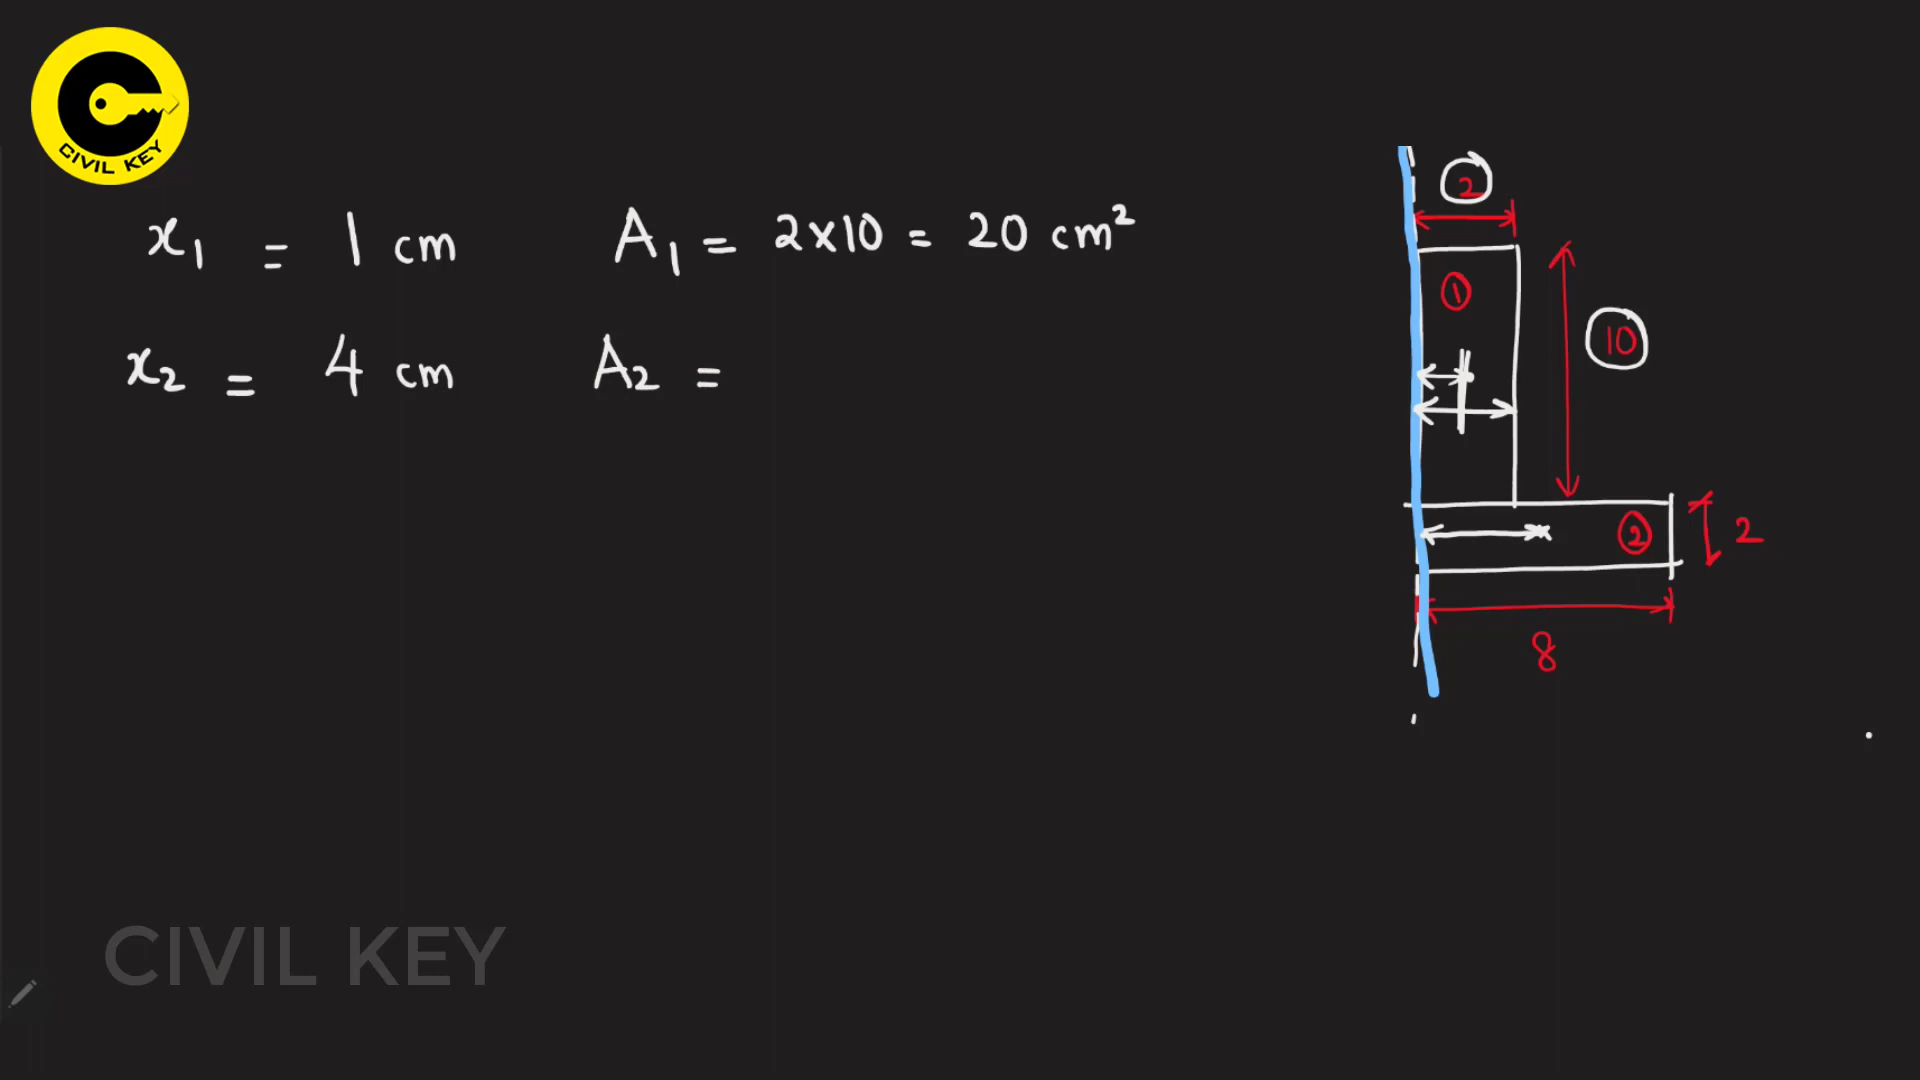 CIVIL KEY
x₁ = 1 cm A₁ = 2x10 = 20 cm²
x₂ = 4 cm A₂ =
2
①
10
②
2
8
CIVIL KEY